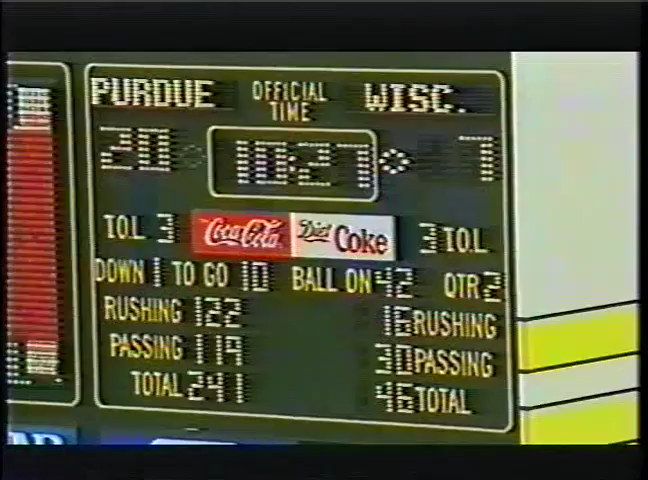 PURDUE OFFICIAL TIME WISC.
20 10:27 7
T.O.L 3 Coca-Cola Diet Coke 3 T.O.L
DOWN 1 TO GO 10 BALL ON 42 QTR 2
RUSHING 122 16 RUSHING
PASSING 119 30 PASSING
TOTAL 241 46 TOTAL